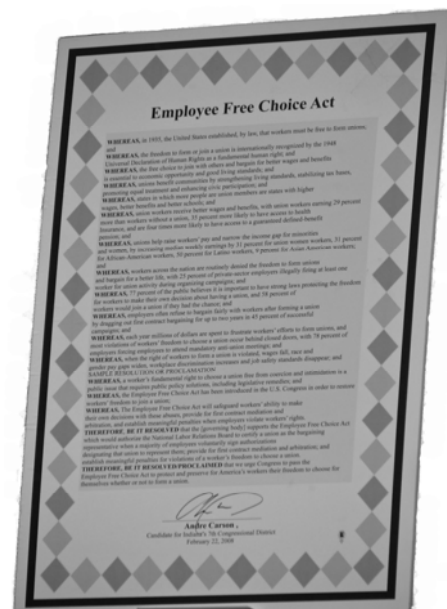 Employee Free Choice Act
WHEREAS, in 1935, the United States established, by law, that workers must be free to form unions;
and
WHEREAS, the freedom to form or join a union is internationally recognized by the 1948
Universal Declaration of Human Rights as a fundamental human right; and
WHEREAS, the free choice to join with others and bargain for better wages and benefits
is essential to economic opportunity and good living standards; and
WHEREAS, unions benefit communities by strengthening living standards, stabilizing tax bases,
promoting equal treatment and enhancing civic participation; and
WHEREAS, states in which more people are union members are states with higher
wages, better benefits and better schools; and
WHEREAS, union workers receive better wages and benefits, with union workers earning 29 percent
more than workers without a union, 35 percent more likely to have access to health
insurance, and are four times more likely to have access to a guaranteed defined benefit
pension; and
WHEREAS, unions help raise workers' pay and narrow the income gap for minorities
and women, by increasing median weekly earnings by 31 percent for union women workers, 31 percent
for African-American workers, 50 percent for Latino workers, 9 percent for Asian American workers;
and
WHEREAS, workers across the nation are routinely denied the freedom to form unions
and bargain for a better life, with 25 percent of private-sector employers illegally firing at least one
worker for union activity during organizing campaigns; and
WHEREAS, 77 percent of the public believes it is important to have strong laws protecting the freedom
for workers to make their own decision about having a union, and 58 percent of
workers would join a union if they had the chance; and
WHEREAS, employers often refuse to bargain fairly with workers after forming a union
by dragging out first contract bargaining for up to two years in 45 percent of successful
campaigns; and
WHEREAS, each year millions of dollars are spent to frustrate workers' efforts to form unions, and
most violations of workers' freedom to choose a union occur behind closed doors, with 78 percent of
employers forcing employees to attend mandatory anti-union meetings; and
WHEREAS, when the right of workers to form a union is violated, wages fall, race and
gender pay gaps widen, workplace discrimination increases and job safety standards disappear; and
SAMPLE RESOLUTION OR PROCLAMATION
WHEREAS, a worker's fundamental right to choose a union free from coercion and intimidation is a
public issue that requires public policy solutions, including legislative remedies; and
WHEREAS, the Employee Free Choice Act has been introduced in the U.S. Congress in order to restore
workers' freedom to join a union;
WHEREAS, The Employee Free Choice Act will safeguard workers' ability to make
their own decisions with these abuses, provide for first contract mediation and
arbitration, and establish meaningful penalties when employers violate workers' rights.
THEREFORE, BE IT RESOLVED that the [governing body] supports the Employee Free Choice Act
which would authorize the National Labor Relations Board to certify a union as the bargaining
representative when a majority of employees voluntarily sign authorizations
designating that union to represent them; provide for first contract mediation and arbitration; and
establish meaningful penalties for violations of a worker's freedom to choose a union.
THEREFORE, BE IT RESOLVED/PROCLAIMED that we urge Congress to pass the
Employee Free Choice Act to protect and preserve for America's workers their freedom to choose for
themselves whether or not to form a union.
Andre Carson,
Candidate for Indiana's 7th Congressional District
February 22, 2008